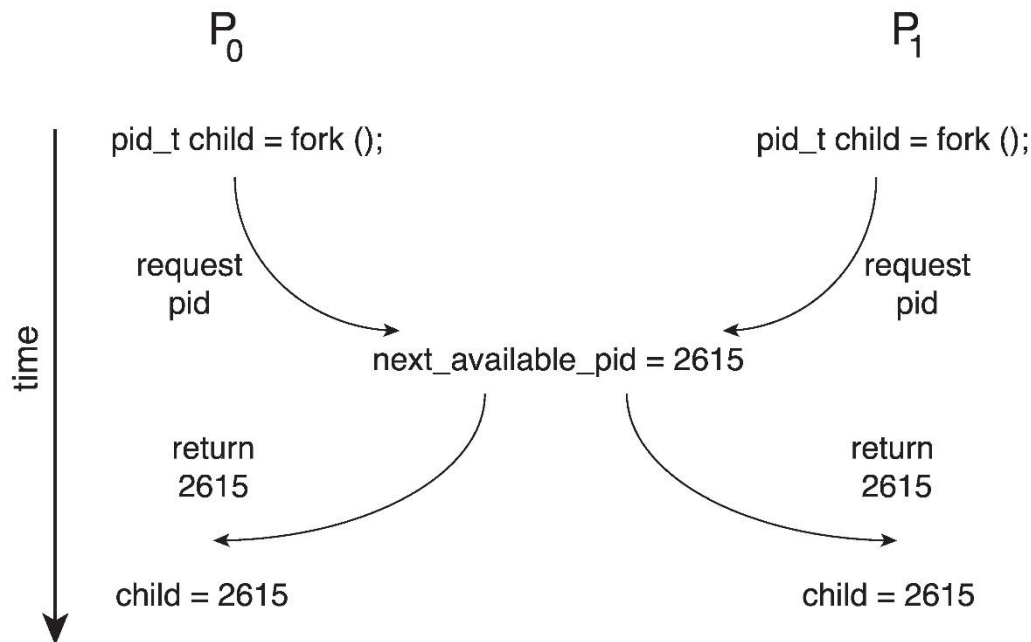 P0 P1
pid_t child = fork (); pid_t child = fork ();
request request
pid pid
time
next_available_pid = 2615
return return
2615 2615
child = 2615 child = 2615